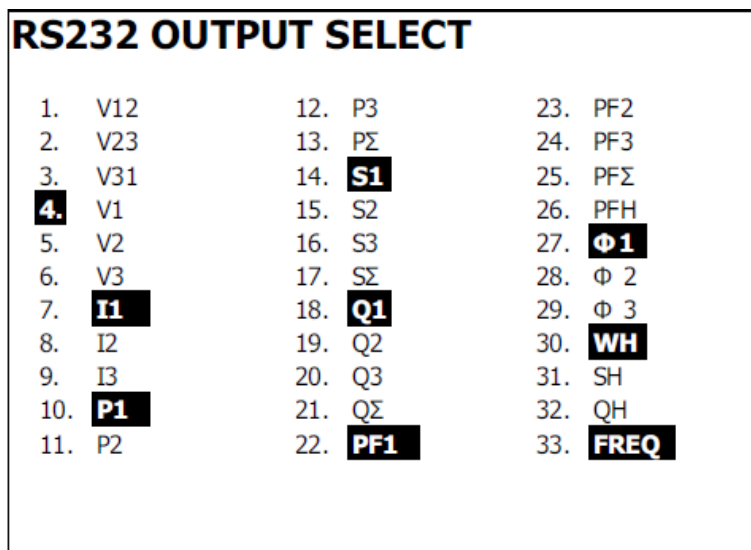 RS232 OUTPUT SELECT
1. V12
2. V23
3. V31
4. V1
5. V2
6. V3
7. I1
8. I2
9. I3
10. P1
11. P2
12. P3
13. PΣ
14. S1
15. S2
16. S3
17. SΣ
18. Q1
19. Q2
20. Q3
21. QΣ
22. PF1
23. PF2
24. PF3
25. PFΣ
26. PFH
27. Φ1
28. Φ 2
29. Φ 3
30. WH
31. SH
32. QH
33. FREQ